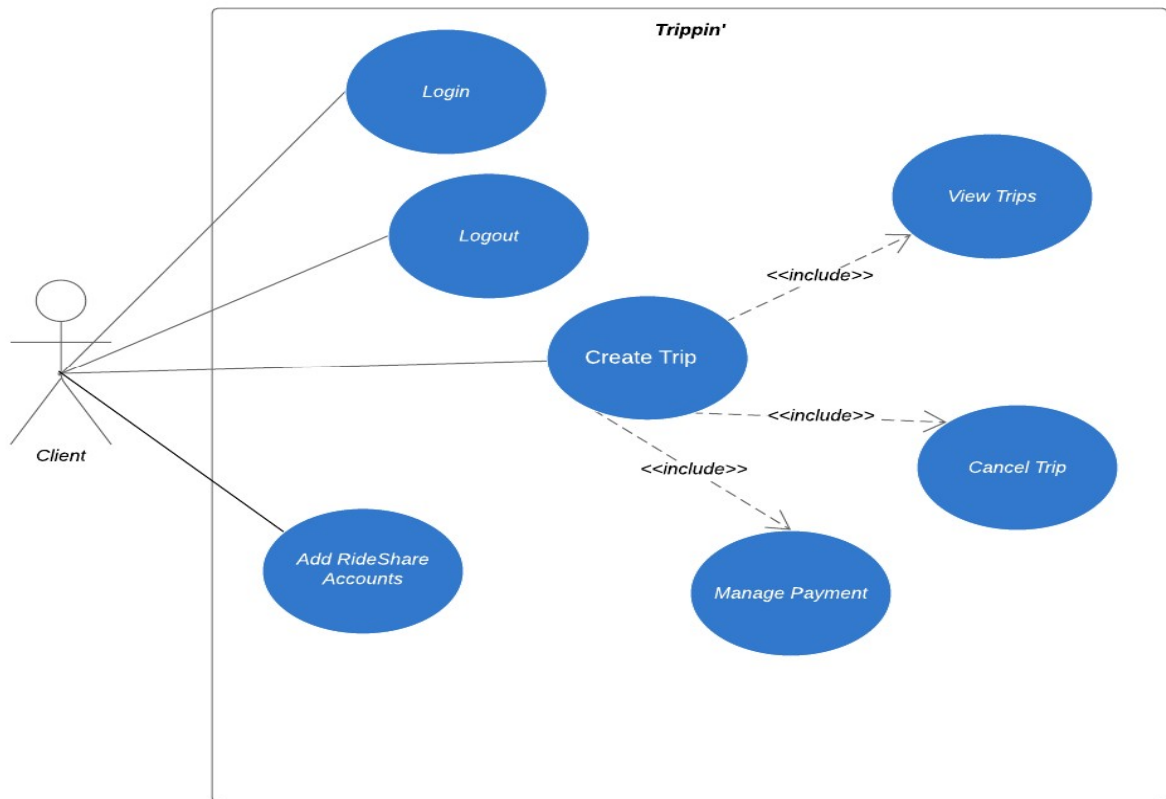 Trippin'
Login
View Trips
Logout
<<include>>
Create Trip
<<include>>
Client
Cancel Trip
<<include>>
Add RideShare
Accounts
Manage Payment